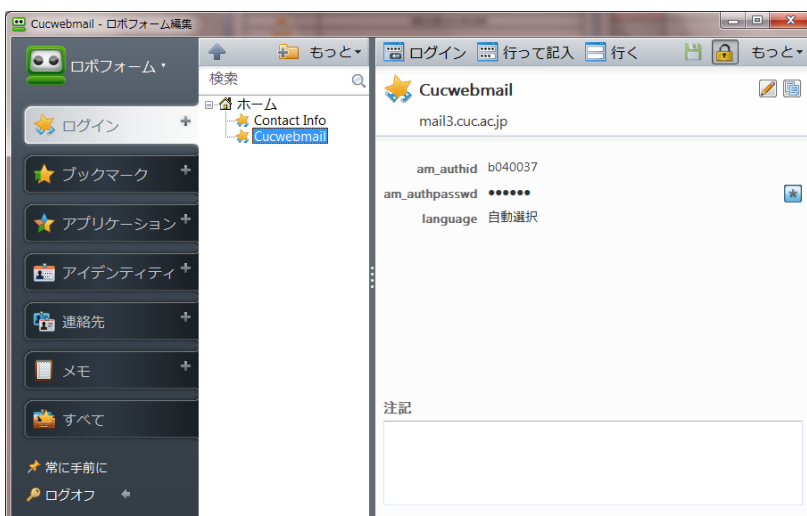 Cucwebmail - ロボフォーム編集
ロボフォーム
ログイン
ブックマーク
アプリケーション
アイデンティティ
連絡先
メモ
すべて
常に手前に
ログオフ
もっと
検索
ホーム
Contact Info
Cucwebmail
ログイン 行って記入 行く もっと
Cucwebmail
mail3.cuc.ac.jp
am_authid b040037
am_authpasswd ••••••
language 自動選択
注記